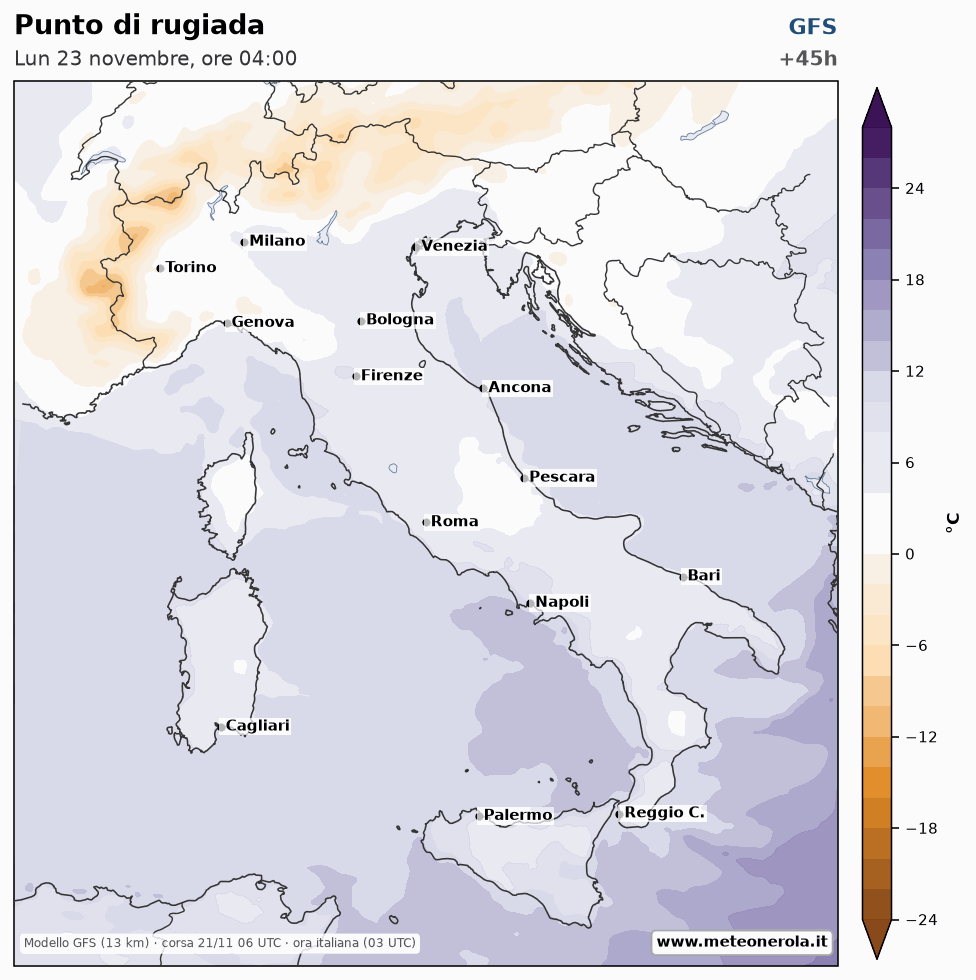 Punto di rugiada
GFS
Lun 23 novembre, ore 04:00
+45h
Milano
Venezia
Torino
Genova
Bologna
Firenze
Ancona
Pescara
Roma
Bari
Napoli
Cagliari
Palermo
Reggio C.
24
18
12
6
0
−6
−12
−18
−24
°C
Modello GFS (13 km) · corsa 21/11 06 UTC · ora italiana (03 UTC)
www.meteonerola.it